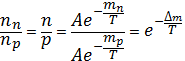 n_n/n_p = n/p = Ae^{-m_n/T}/Ae^{-m_p/T} = e^{-Δm/T}